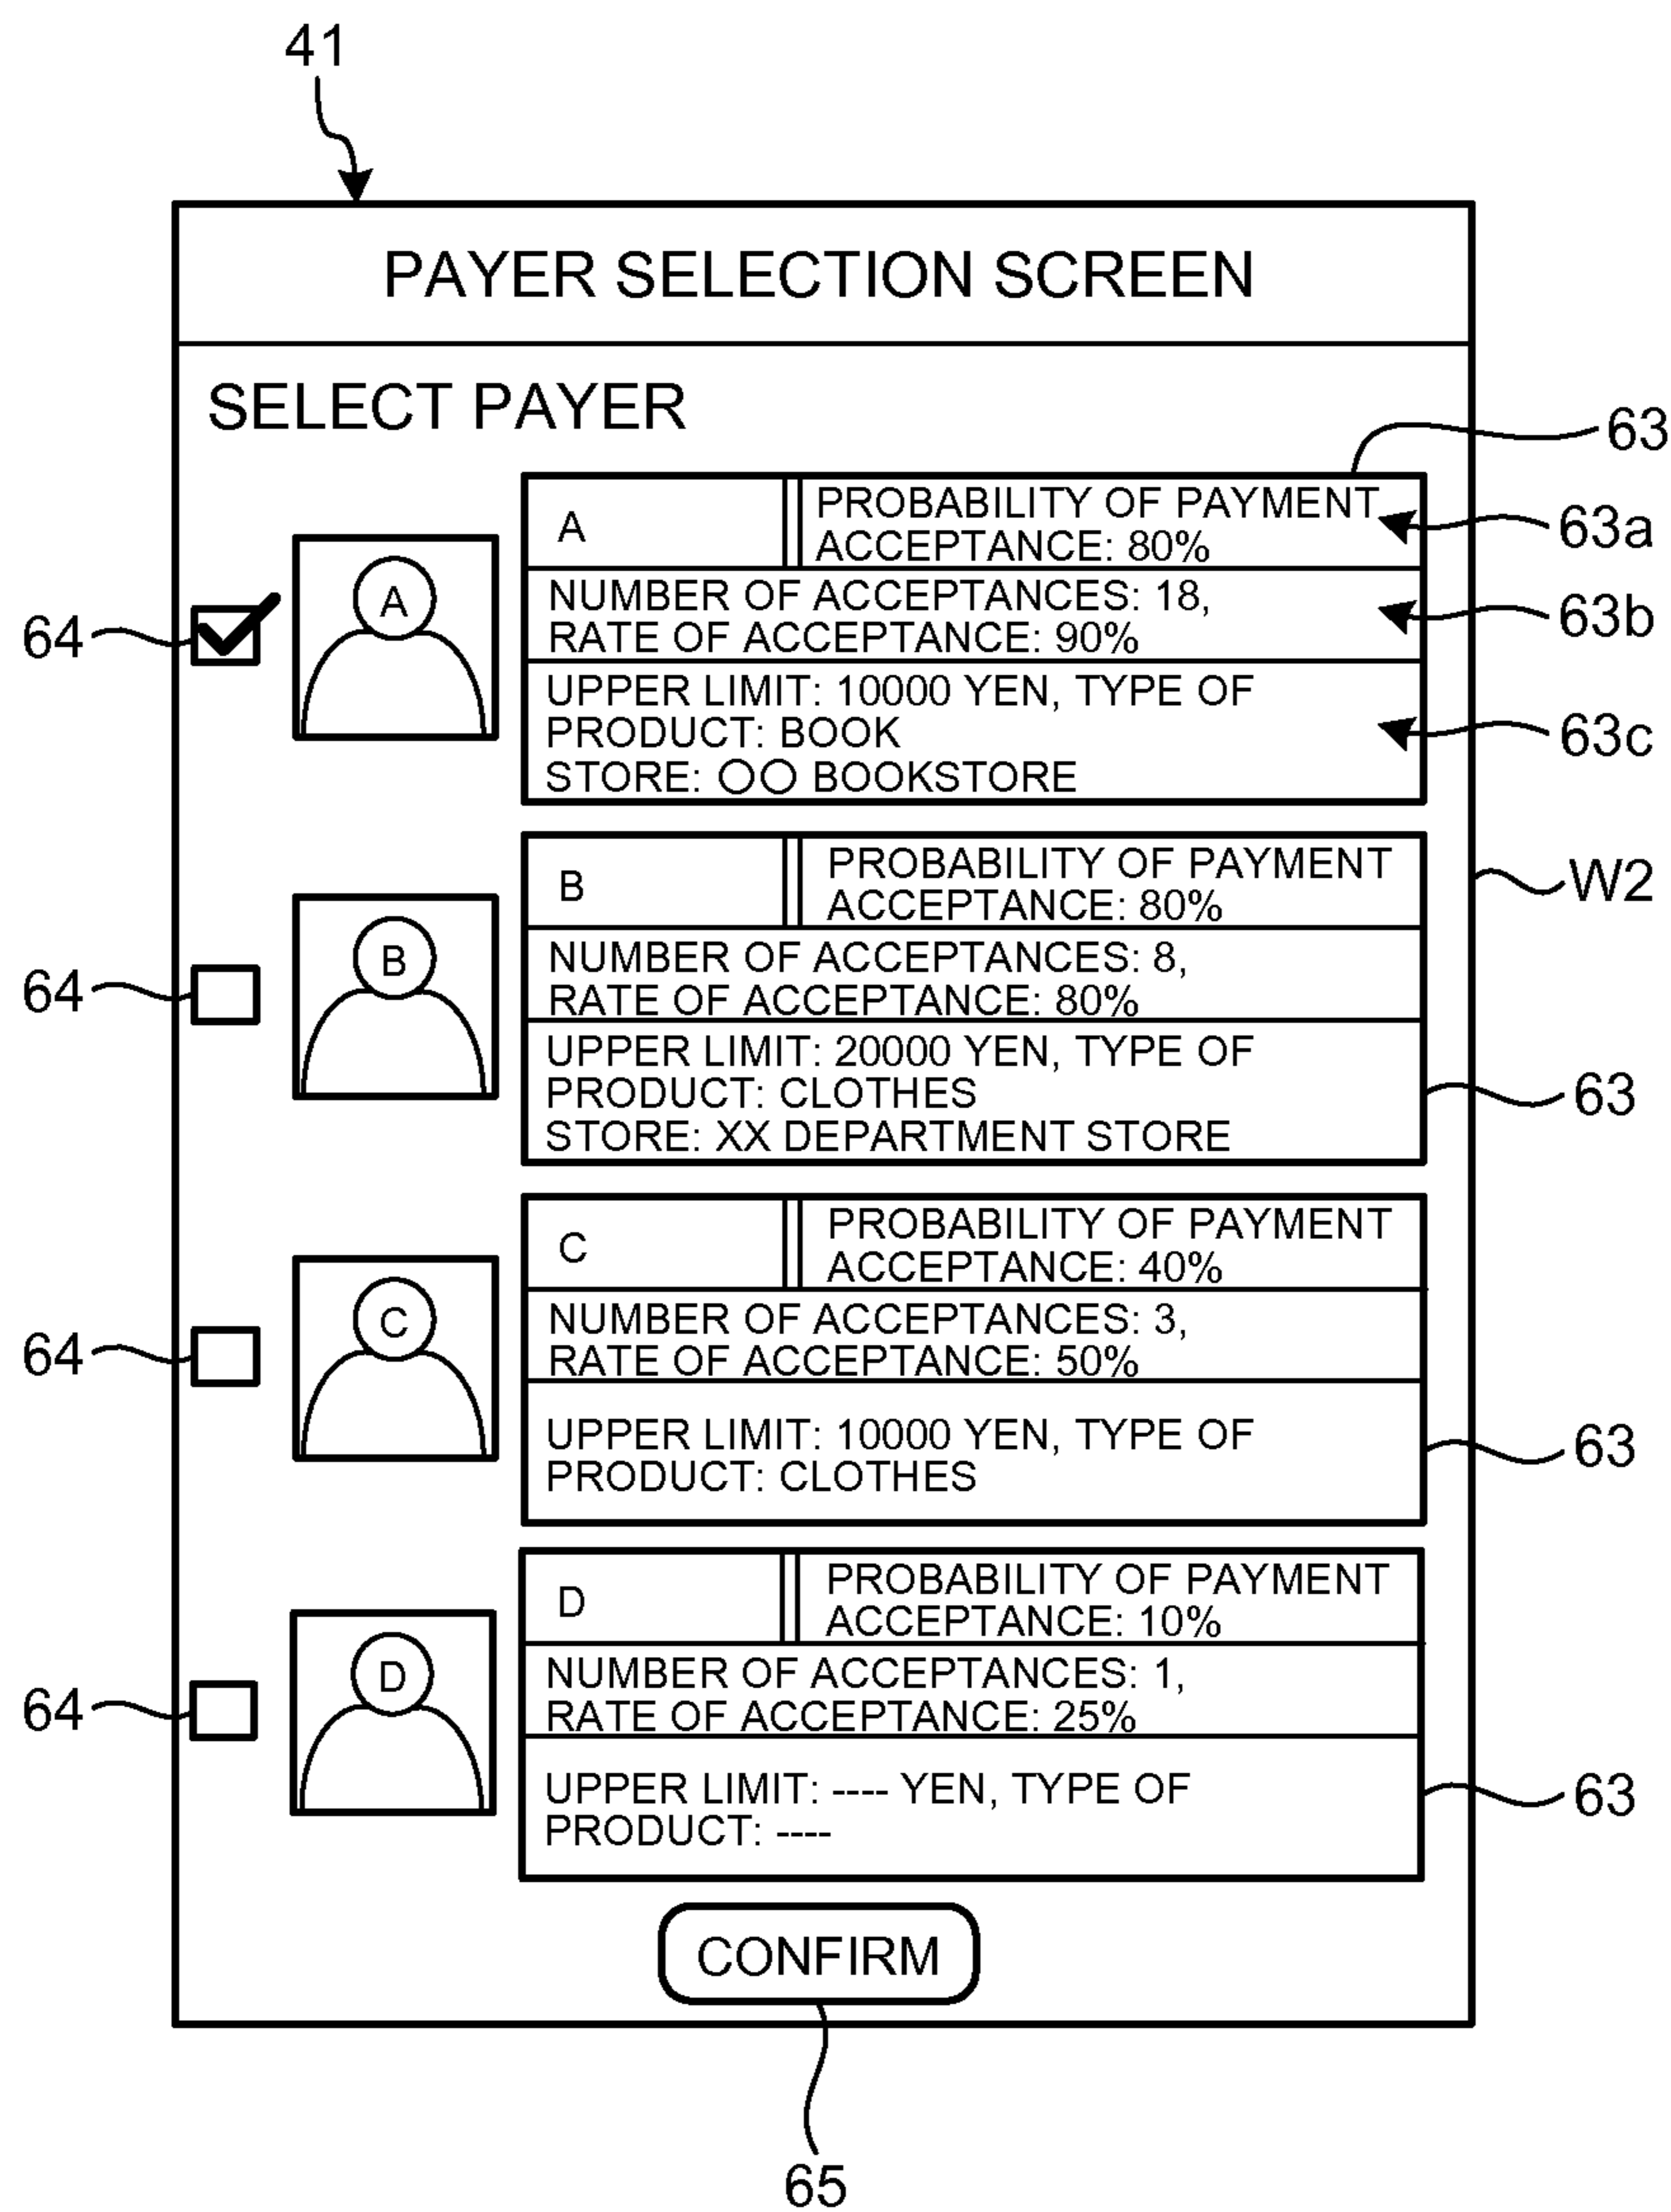 41
PAYER SELECTION SCREEN
SELECT PAYER
63
A
PROBABILITY OF PAYMENT
ACCEPTANCE: 80%
63a
A
NUMBER OF ACCEPTANCES: 18,
RATE OF ACCEPTANCE: 90%
63b
64
UPPER LIMIT: 10000 YEN, TYPE OF
PRODUCT: BOOK
STORE: ○○ BOOKSTORE
63c
B
PROBABILITY OF PAYMENT
ACCEPTANCE: 80%
W2
B
NUMBER OF ACCEPTANCES: 8,
RATE OF ACCEPTANCE: 80%
64
UPPER LIMIT: 20000 YEN, TYPE OF
PRODUCT: CLOTHES
STORE: XX DEPARTMENT STORE
63
C
PROBABILITY OF PAYMENT
ACCEPTANCE: 40%
C
NUMBER OF ACCEPTANCES: 3,
RATE OF ACCEPTANCE: 50%
64
UPPER LIMIT: 10000 YEN, TYPE OF
PRODUCT: CLOTHES
63
D
PROBABILITY OF PAYMENT
ACCEPTANCE: 10%
D
NUMBER OF ACCEPTANCES: 1,
RATE OF ACCEPTANCE: 25%
64
UPPER LIMIT: ---- YEN, TYPE OF
PRODUCT: ----
63
CONFIRM
65